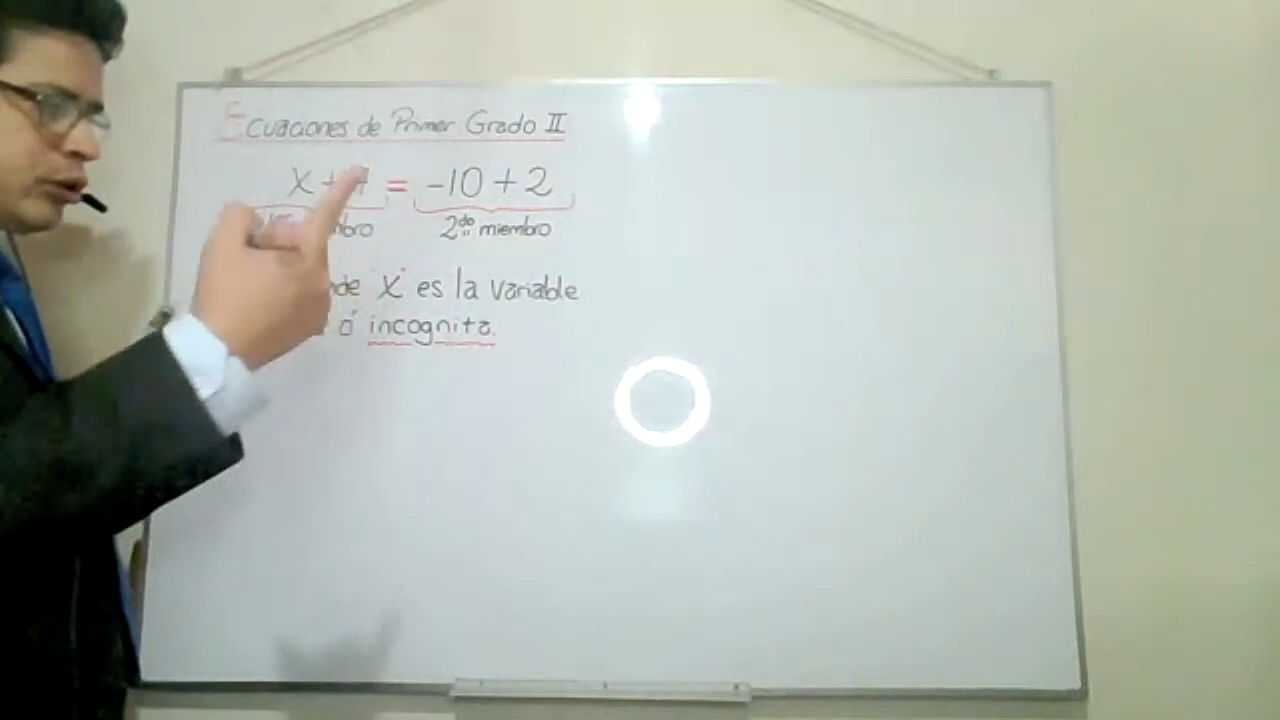 Ecuaciones de Primer Grado II
x + = -10 + 2
2do miembro
"X" es la variable
ó incognita.